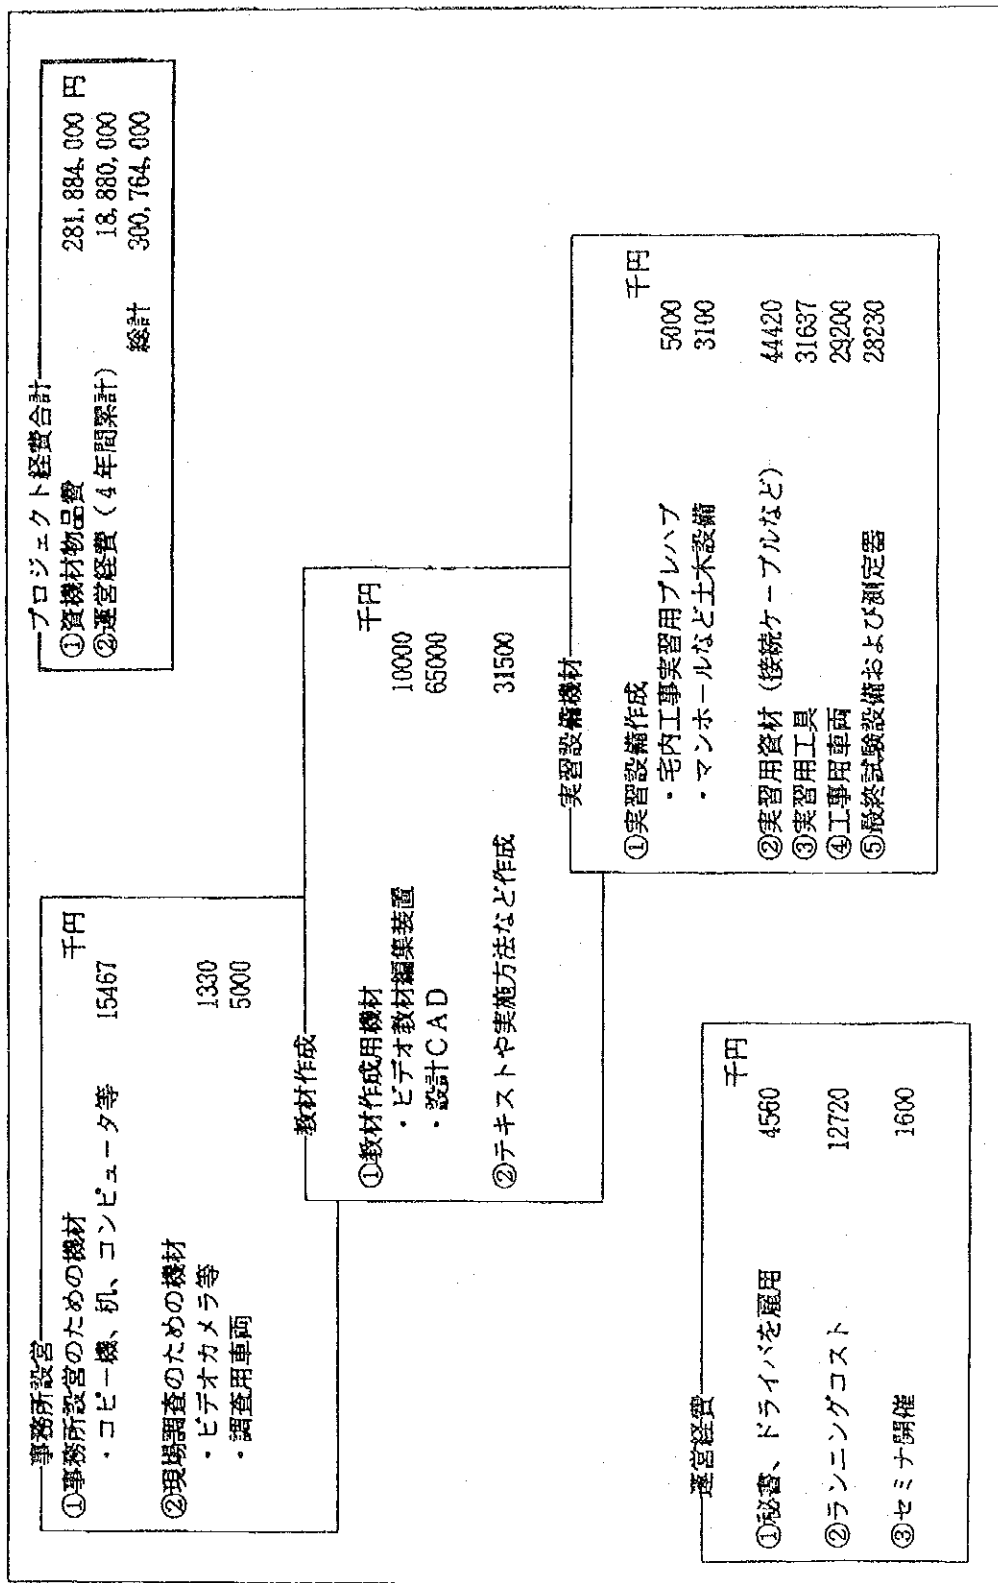 プロジェクト経費合計
①資機材物品費 281,884,000 円
②運営経費（4年間累計） 18,880,000
総計 300,764,000
事務所設営
千円
①事務所設営のための機材
・コピー機、机、コンピュータ等 15467
②現場調査のための機材
・ビデオカメラ等 1330
・調査用車両 5000
教材作成
千円
①教材作成用機材
・ビデオ教材編集装置 10000
・設計CAD 65000
②テキストや実施方法など作成 31500
実習設備機材
千円
①実習設備作成
・宅内工事実習用プレハブ 5000
・マンホールなど土木設備 3100
②実習用資材（接続ケーブルなど） 44420
③実習用工具 31637
④工事用車両 29200
⑤最終試験設備および測定器 28230
運営経費
千円
①秘書、ドライバを雇用 4560
②ランニングコスト 12720
③セミナ開催 1600